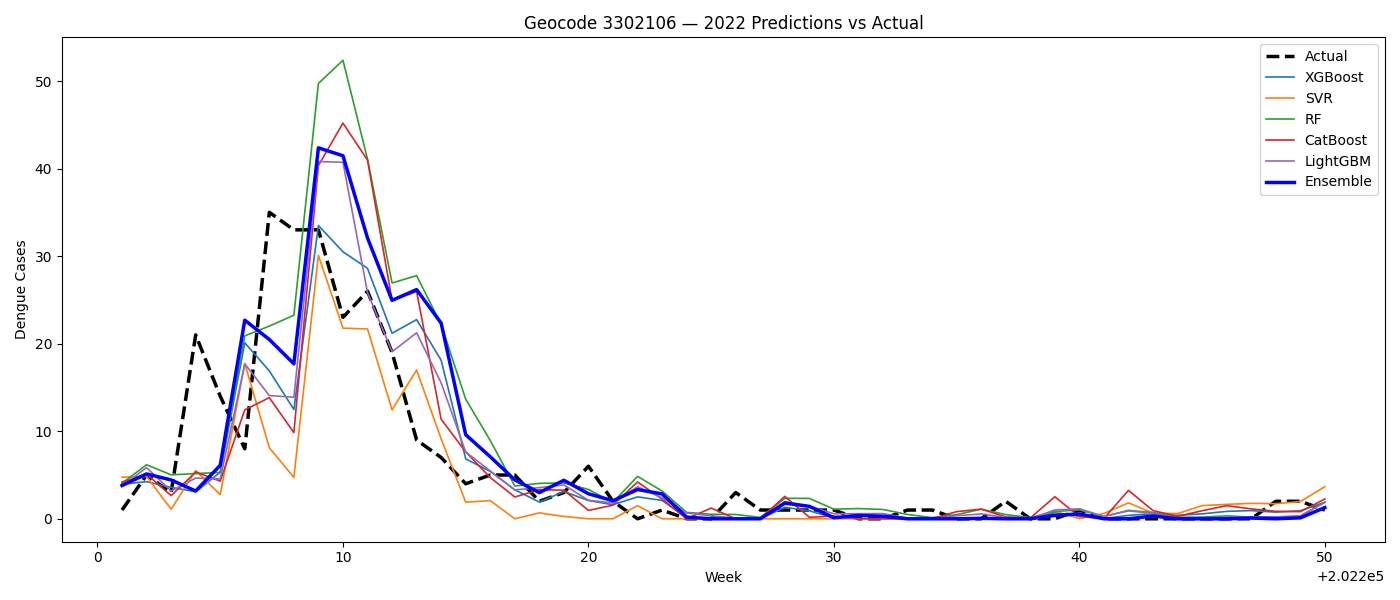 Geocode 3302106 — 2022 Predictions vs Actual
Dengue Cases
50
40
30
20
10
0
Actual
XGBoost
SVR
RF
CatBoost
LightGBM
Ensemble
0 10 20 30 40 50
Week
+2.022e5